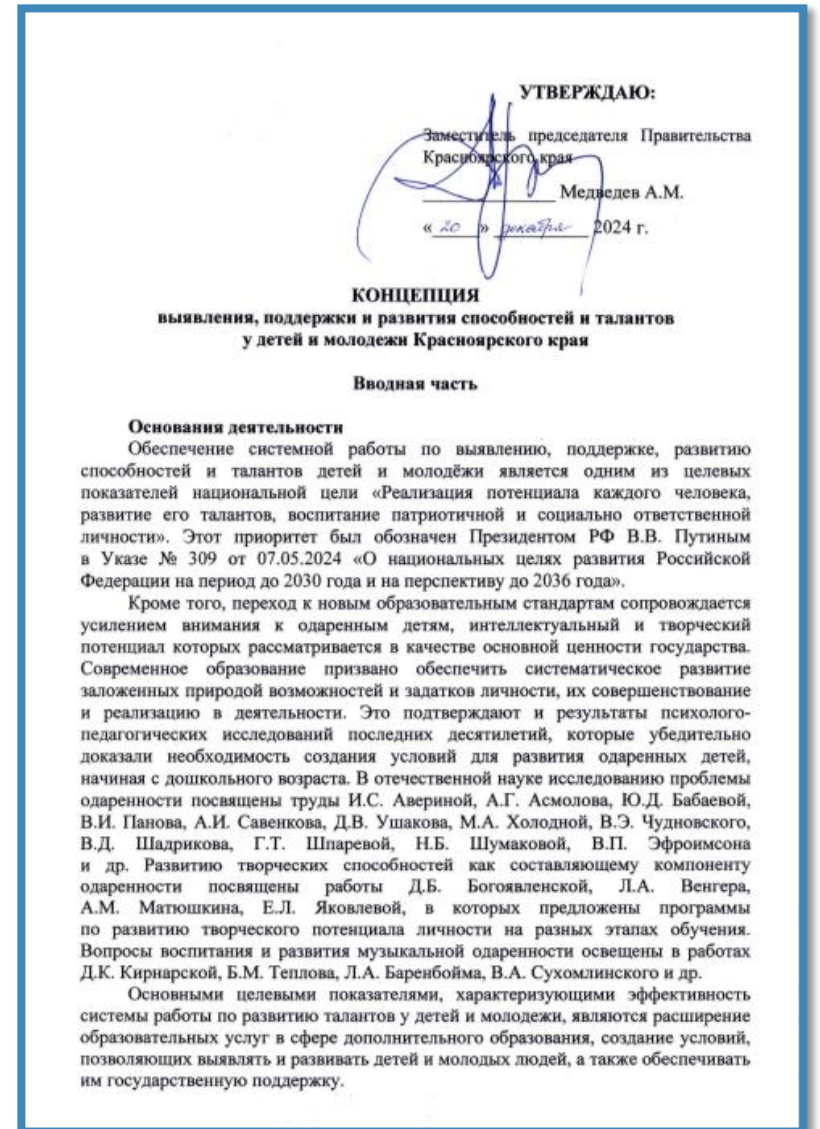 УТВЕРЖДАЮ:
Заместитель председателя Правительства
Красноярского края
______________ Медведев А.М.
« 20 » декабря 2024 г.
КОНЦЕПЦИЯ
выявления, поддержки и развития способностей и талантов
у детей и молодежи Красноярского края
Вводная часть
Основания деятельности
Обеспечение системной работы по выявлению, поддержке, развитию
способностей и талантов детей и молодёжи является одним из целевых
показателей национальной цели «Реализация потенциала каждого человека,
развитие его талантов, воспитание патриотичной и социально ответственной
личности». Этот приоритет был обозначен Президентом РФ В.В. Путиным
в Указе № 309 от 07.05.2024 «О национальных целях развития Российской
Федерации на период до 2030 года и на перспективу до 2036 года».
Кроме того, переход к новым образовательным стандартам сопровождается
усилением внимания к одаренным детям, интеллектуальный и творческий
потенциал которых рассматривается в качестве основной ценности государства.
Современное образование призвано обеспечить систематическое развитие
заложенных природой возможностей и задатков личности, их совершенствование
и реализацию в деятельности. Это подтверждают и результаты психолого-
педагогических исследований последних десятилетий, которые убедительно
доказали необходимость создания условий для развития одаренных детей,
начиная с дошкольного возраста. В отечественной науке исследованию проблемы
одаренности посвящены труды И.С. Авериной, А.Г. Асмолова, Ю.Д. Бабаевой,
В.И. Панова, А.И. Савенкова, Д.В. Ушакова, М.А. Холодной, В.Э. Чудновского,
В.Д. Шадрикова, Г.Т. Шпаревой, Н.Б. Шумаковой, В.П. Эфроимсона
и др. Развитию творческих способностей как составляющему компоненту
одаренности посвящены работы Д.Б. Богоявленской, Л.А. Венгера,
А.М. Матюшкина, Е.Л. Яковлевой, в которых предложены программы
по развитию творческого потенциала личности на разных этапах обучения.
Вопросы воспитания и развития музыкальной одаренности освещены в работах
Д.К. Кирнарской, Б.М. Теплова, Л.А. Баренбойма, В.А. Сухомлинского и др.
Основными целевыми показателями, характеризующими эффективность
системы работы по развитию талантов у детей и молодежи, являются расширение
образовательных услуг в сфере дополнительного образования, создание условий,
позволяющих выявлять и развивать детей и молодых людей, а также обеспечивать
им государственную поддержку.